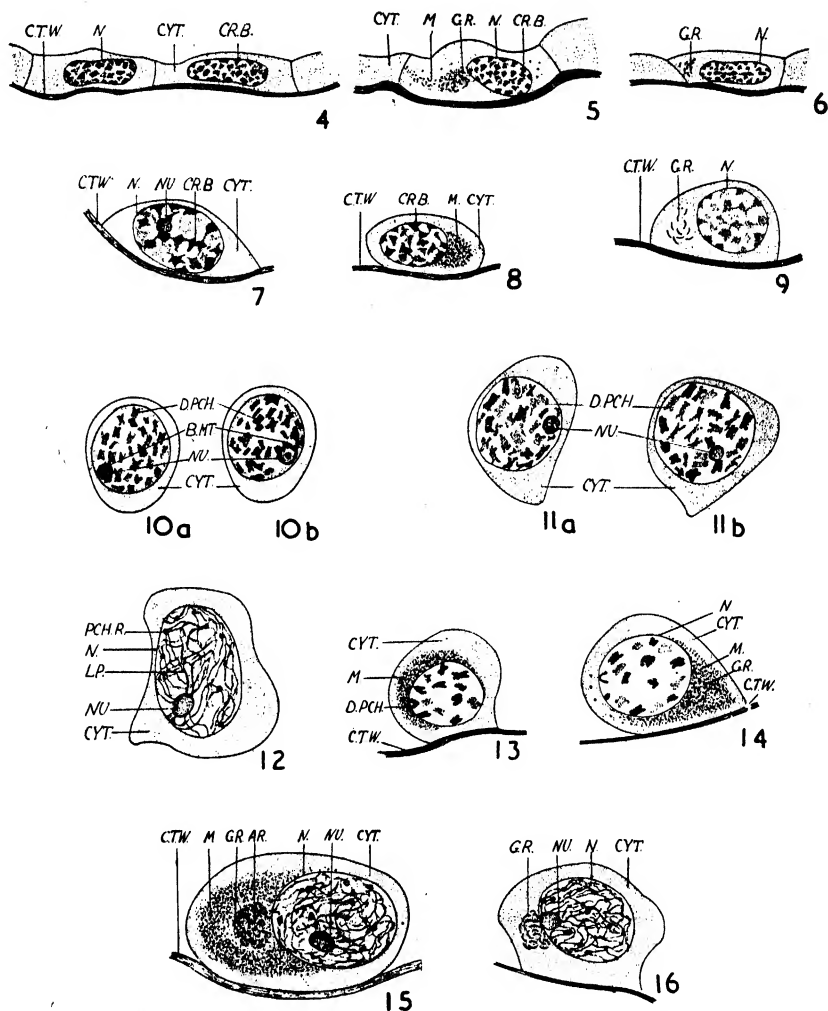 C.T.W N. CYT. CR.B.
4
CYT. M G.R. N. CR.B.
5
G.R. N.
6
C.T.W N. NU CR.B CYT.
7
C.T.W CR.B. M. CYT.
8
C.T.W. G.R. N.
9
D.PCH.
B.MT
NU.
CYT.
10a 10b
D.PCH.
NU.
CYT.
11a 11b
PCH.R.
N.
L.P.
NU
CYT.
12
CYT.
M
D.PCH.
C.T.W.
13
N
CYT.
M.
G.R.
C.T.W.
14
C.T.W. M G.R. AR. N. NU. CYT.
15
G.R. NU. N. CYT.
16